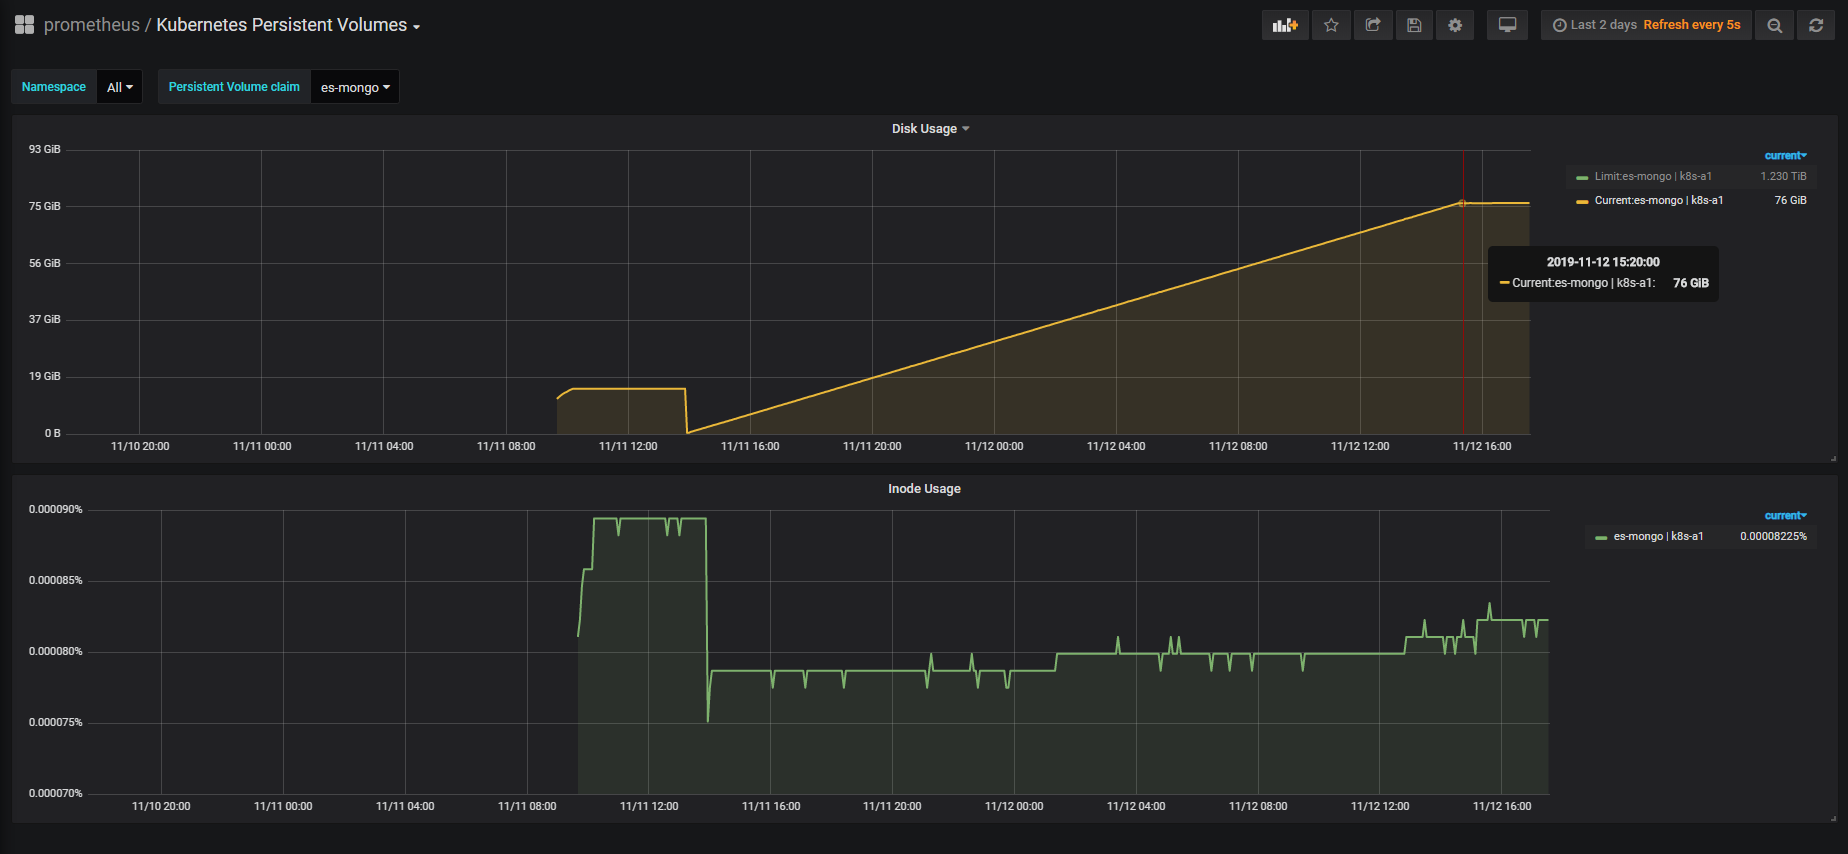 prometheus / Kubernetes Persistent Volumes
Last 2 days Refresh every 5s
Namespace All Persistent Volume claim es-mongo
Disk Usage
93 GiB
75 GiB
56 GiB
37 GiB
19 GiB
0 B
11/10 20:00 11/11 00:00 11/11 04:00 11/11 08:00 11/11 12:00 11/11 16:00 11/11 20:00 11/12 00:00 11/12 04:00 11/12 08:00 11/12 12:00 11/12 16:00
current
Limit:es-mongo | k8s-a1 1.230 TiB
Current:es-mongo | k8s-a1 76 GiB
2019-11-12 15:20:00
Current:es-mongo | k8s-a1: 76 GiB
Inode Usage
0.000090%
0.000085%
0.000080%
0.000075%
0.000070%
11/10 20:00 11/11 00:00 11/11 04:00 11/11 08:00 11/11 12:00 11/11 16:00 11/11 20:00 11/12 00:00 11/12 04:00 11/12 08:00 11/12 12:00 11/12 16:00
current
es-mongo | k8s-a1 0.00008225%